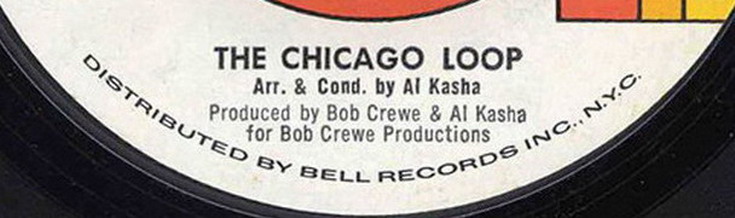 THE CHICAGO LOOP
Arr. & Cond. by Al Kasha
Produced by Bob Crewe & Al Kasha
for Bob Crewe Productions
DISTRIBUTED BY BELL RECORDS INC., N.Y.C.